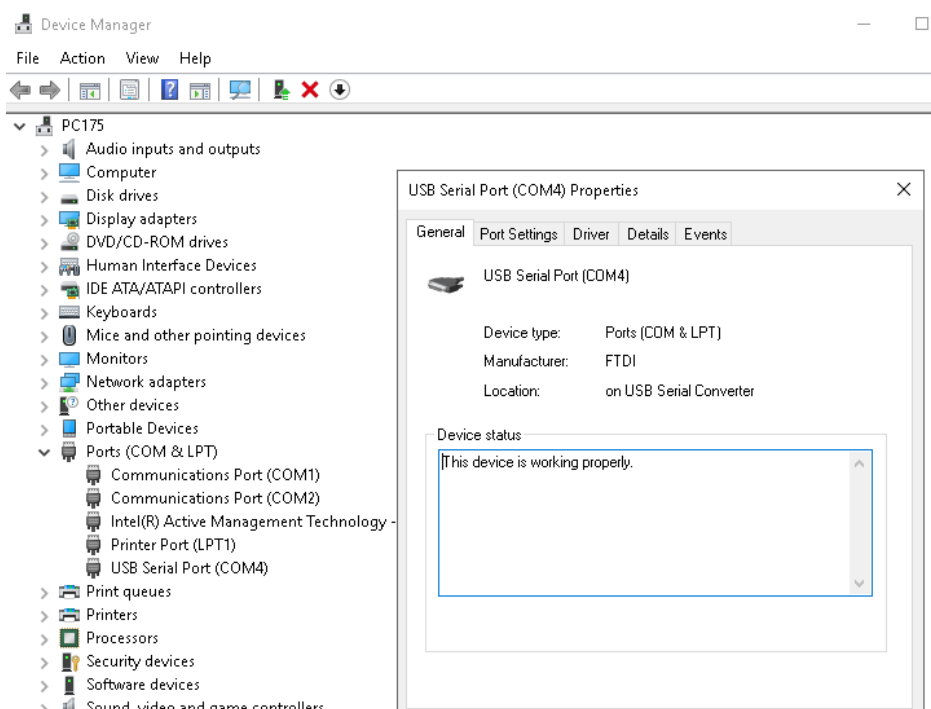 Device Manager
File Action View Help
PC175
Audio inputs and outputs
Computer
Disk drives
Display adapters
DVD/CD-ROM drives
Human Interface Devices
IDE ATA/ATAPI controllers
Keyboards
Mice and other pointing devices
Monitors
Network adapters
Other devices
Portable Devices
Ports (COM & LPT)
Communications Port (COM1)
Communications Port (COM2)
Intel(R) Active Management Technology -
Printer Port (LPT1)
USB Serial Port (COM4)
Print queues
Printers
Processors
Security devices
Software devices
Sound, video and game controllers
USB Serial Port (COM4) Properties
General Port Settings Driver Details Events
USB Serial Port (COM4)
Device type: Ports (COM & LPT)
Manufacturer: FTDI
Location: on USB Serial Converter
Device status
This device is working properly.